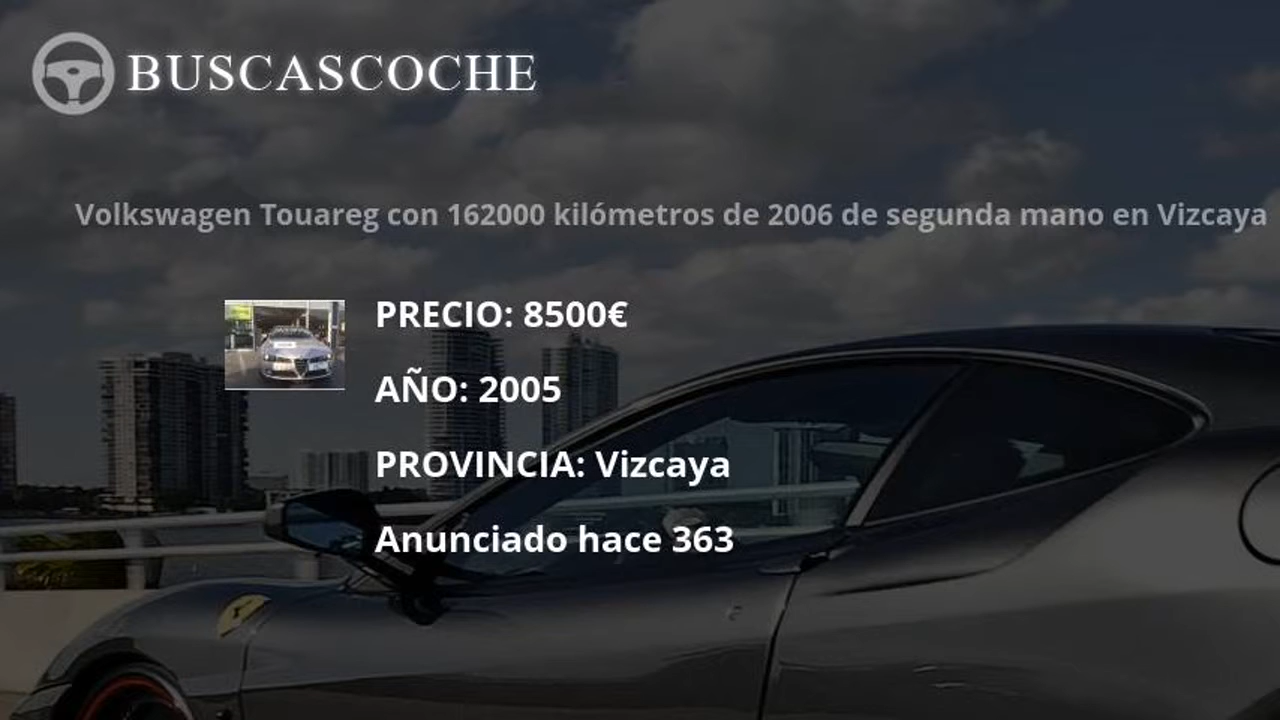 BUSCASCOCHE
Volkswagen Touareg con 162000 kilómetros de 2006 de segunda mano en Vizcaya
PRECIO: 8500€
AÑO: 2005
PROVINCIA: Vizcaya
Anunciado hace 363